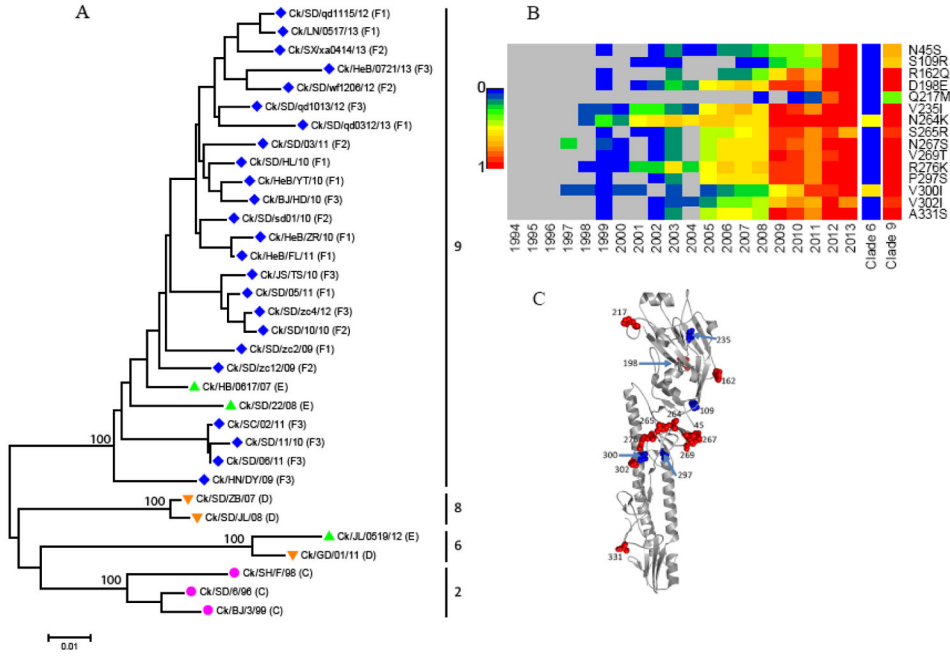 A
Ck/SD/qd1115/12 (F1)
Ck/LN/0517/13 (F1)
Ck/SX/xa0414/13 (F2)
Ck/HeB/0721/13 (F3)
Ck/SD/wf1206/12 (F2)
Ck/SD/qd1013/12 (F3)
Ck/SD/qd0312/13 (F1)
Ck/SD/03/11 (F2)
Ck/SD/HL/10 (F1)
Ck/HeB/YT/10 (F1)
Ck/BJ/HD/10 (F3)
Ck/SD/sd01/10 (F2)
Ck/HeB/ZR/10 (F1)
Ck/HeB/FL/11 (F1)
Ck/JS/TS/10 (F3)
Ck/SD/05/11 (F1)
Ck/SD/zc4/12 (F3)
Ck/SD/10/10 (F2)
Ck/SD/zc2/09 (F1)
Ck/SD/zc12/09 (F2)
Ck/HB/0617/07 (E)
Ck/SD/22/08 (E)
Ck/SC/02/11 (F3)
Ck/SD/11/10 (F3)
Ck/SD/06/11 (F3)
Ck/HN/DY/09 (F3)
Ck/SD/ZB/07 (D)
Ck/SD/JL/08 (D)
Ck/JL/0519/12 (E)
Ck/GD/01/11 (D)
Ck/SH/F/98 (C)
Ck/SD/6/96 (C)
Ck/BJ/3/99 (C)
100
100
100
100
9
8
6
2
0.01
B
0
1
N45S
S109R
R162Q
D198E
Q217M
V235I
N264K
S265R
N267S
V269T
R276K
P297S
V300I
V302I
A331S
1994
1995
1996
1997
1998
1999
2000
2001
2002
2003
2004
2005
2006
2007
2008
2009
2010
2011
2012
2013
Clade 6
Clade 9
C
217
235
198
162
109
264
265
45
267
269
300
302
297
331